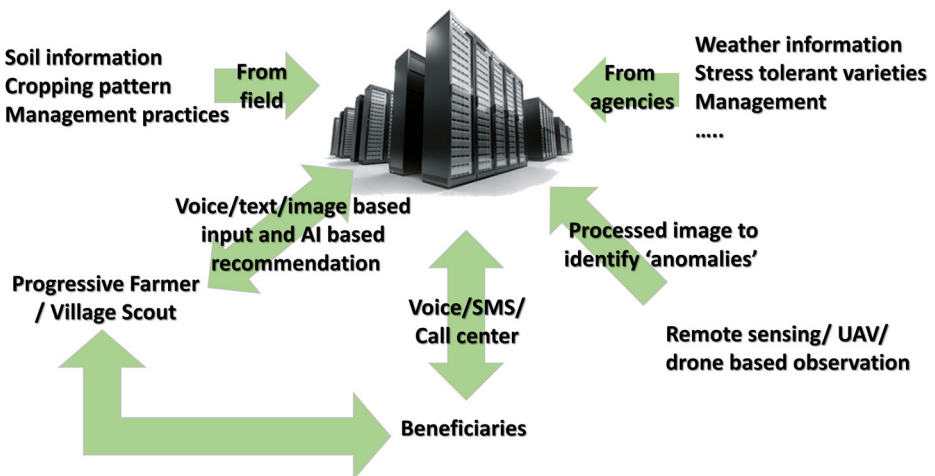 Soil information
Cropping pattern
Management practices
From
field
From
agencies
Weather information
Stress tolerant varieties
Management
.....
Voice/text/image based
input and AI based
recommendation
Processed image to
identify ‘anomalies’
Progressive Farmer
/ Village Scout
Voice/SMS/
Call center
Remote sensing/ UAV/
drone based observation
Beneficiaries